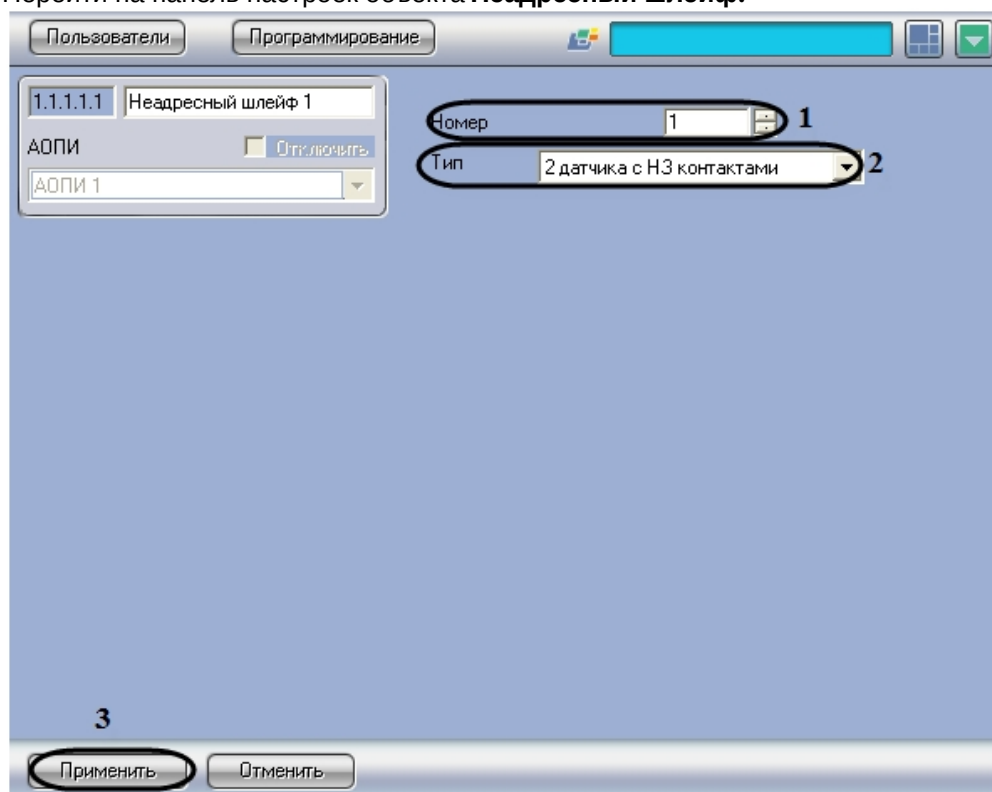 Перейти на панель настроек объекта Неадресный шлейф.
Пользователи Программирование
1.1.1.1.1 Неадресный шлейф 1
Номер 1 1
АОПИ Отключить
Тип 2 датчика с НЗ контактами 2
АОПИ 1
3
Применить Отменить